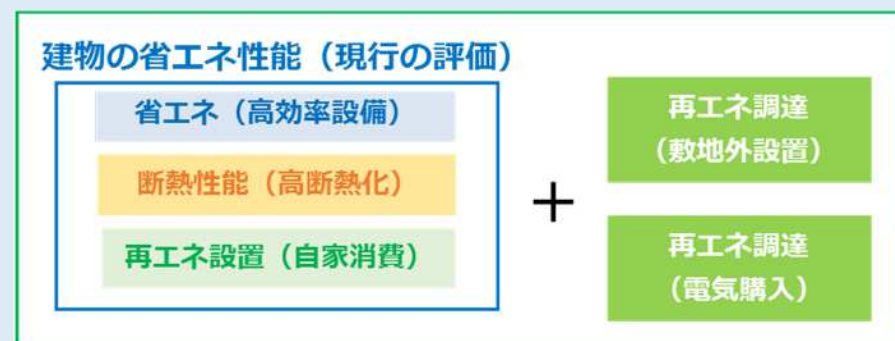 建物の省エネ性能（現行の評価）
省エネ（高効率設備）
断熱性能（高断熱化）
再エネ設置（自家消費）
＋
再エネ調達
（敷地外設置）
再エネ調達
（電気購入）